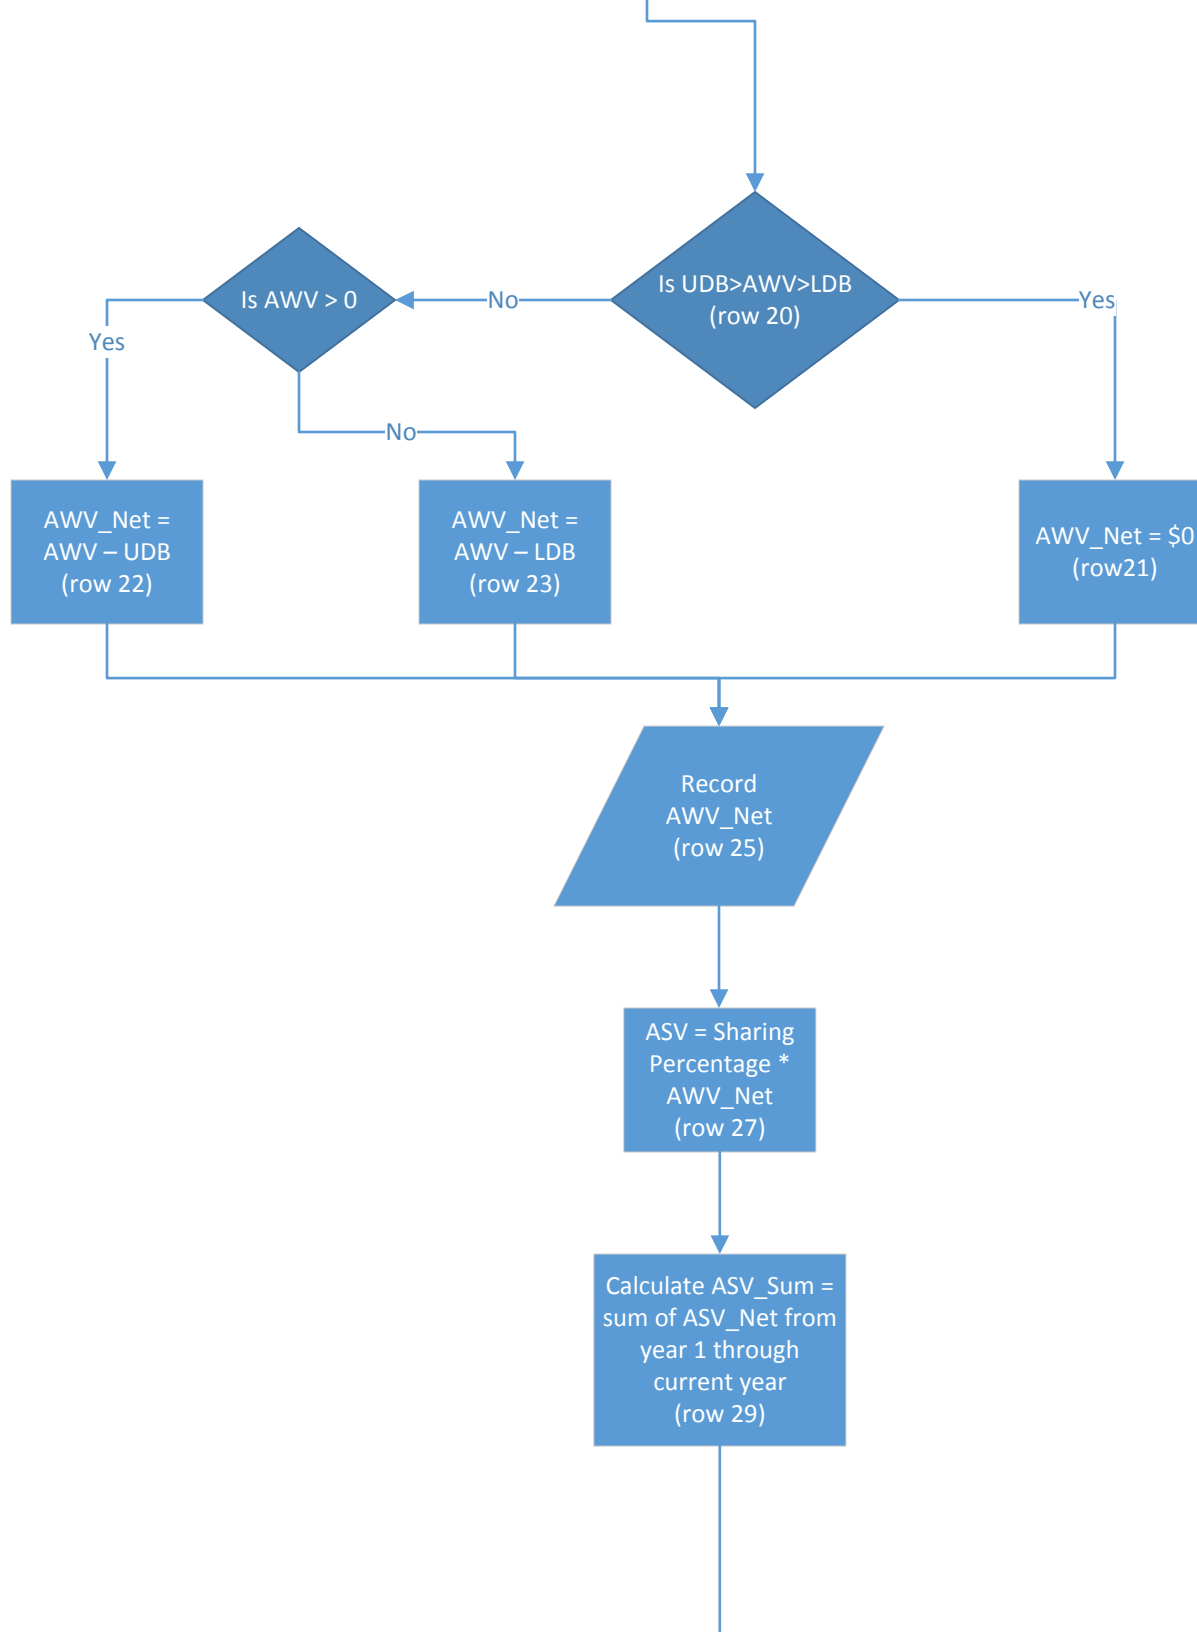 Is UDB>AWV>LDB
(row 20)
Is AWV > 0
No
Yes
Yes
No
AWV_Net =
AWV – UDB
(row 22)
AWV_Net =
AWV – LDB
(row 23)
AWV_Net = $0
(row21)
Record
AWV_Net
(row 25)
ASV = Sharing
Percentage *
AWV_Net
(row 27)
Calculate ASV_Sum =
sum of ASV_Net from
year 1 through
current year
(row 29)